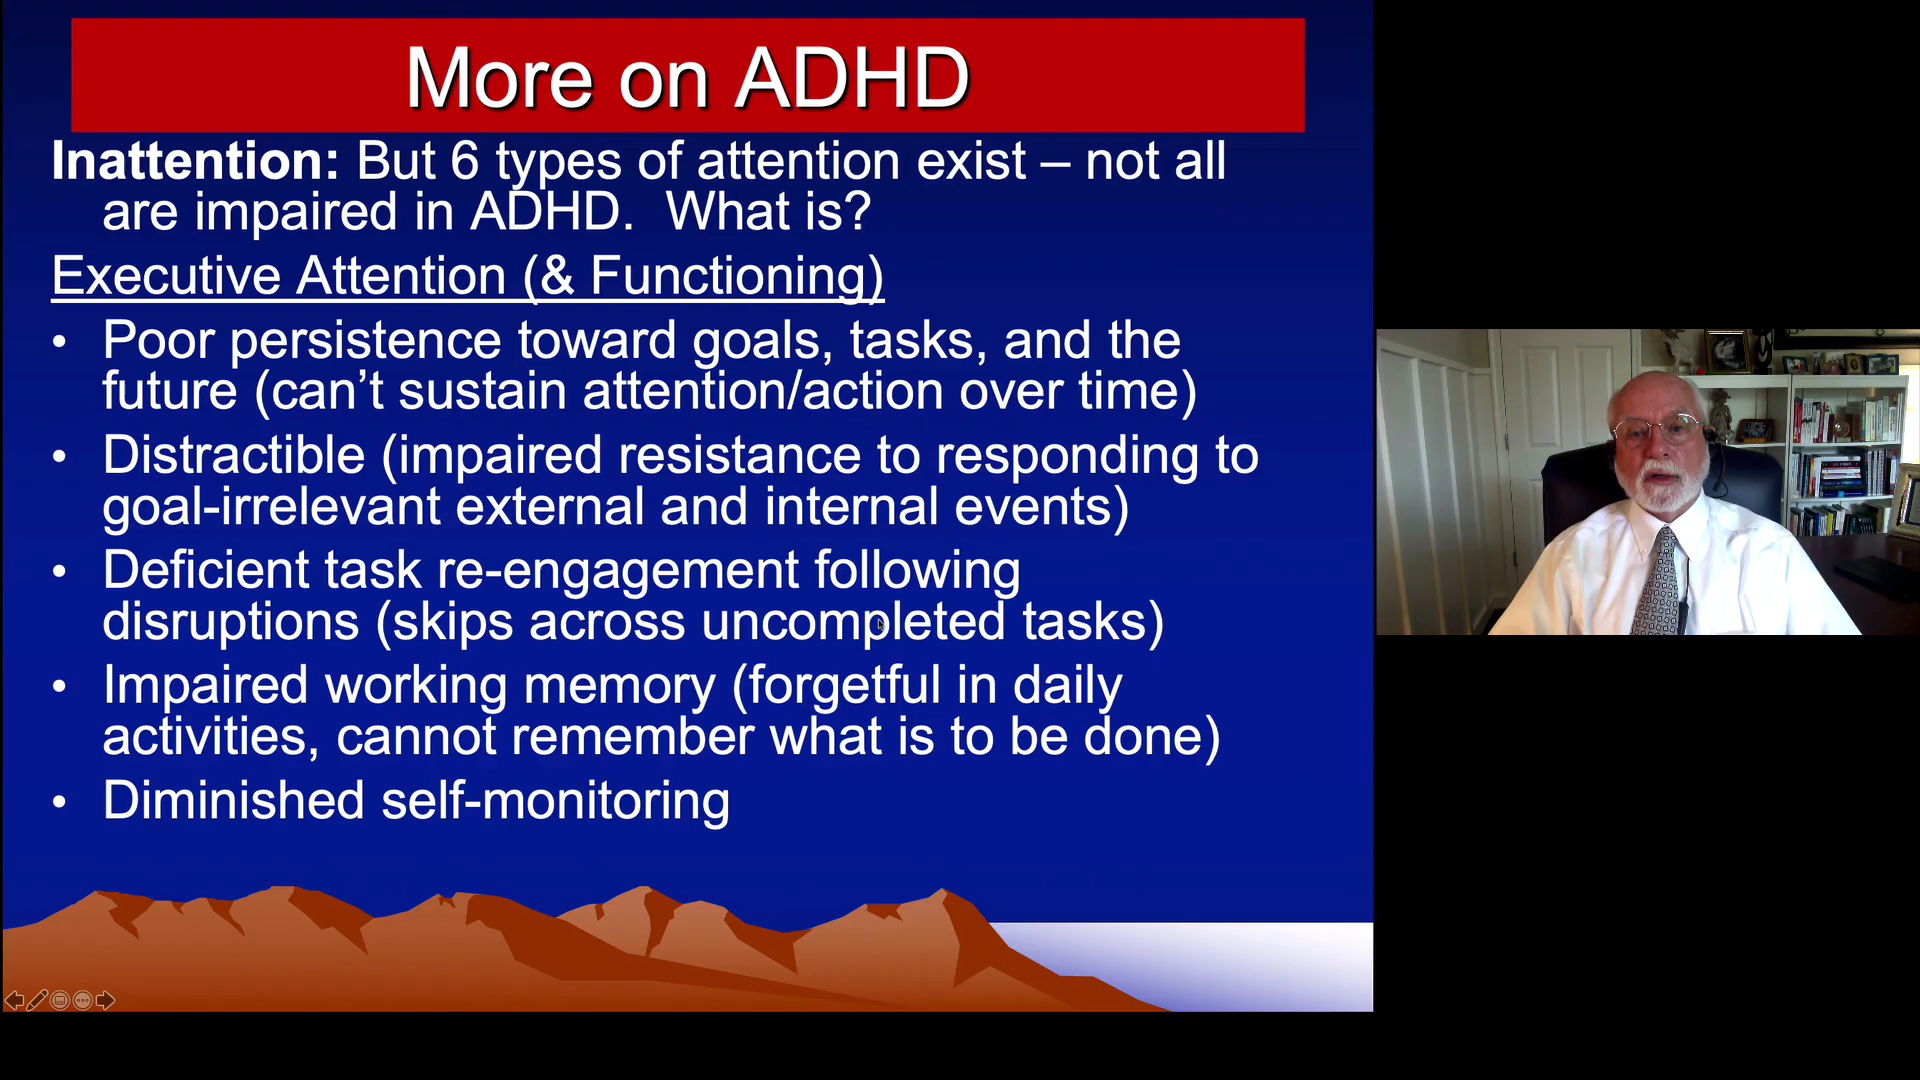 More on ADHD
Inattention: But 6 types of attention exist – not all
are impaired in ADHD.  What is?
Executive Attention (& Functioning)
• Poor persistence toward goals, tasks, and the
future (can’t sustain attention/action over time)
• Distractible (impaired resistance to responding to
goal-irrelevant external and internal events)
• Deficient task re-engagement following
disruptions (skips across uncompleted tasks)
• Impaired working memory (forgetful in daily
activities, cannot remember what is to be done)
• Diminished self-monitoring